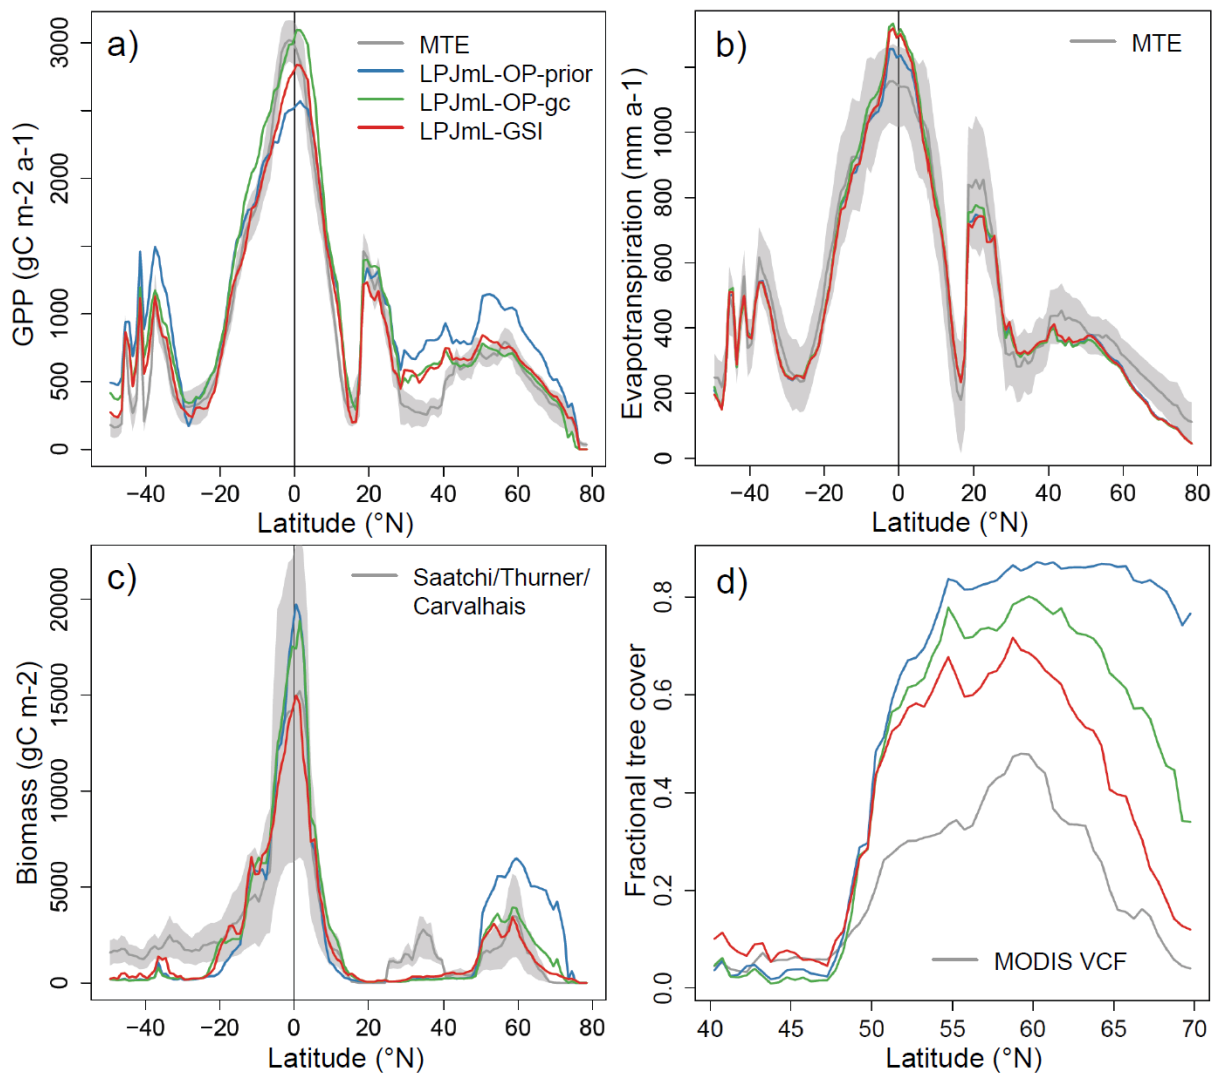 a)
MTE
LPJmL-OP-prior
LPJmL-OP-gc
LPJmL-GSI
GPP (gC m-2 a-1)
0
500
1000
2000
3000
−40
−20
0
20
40
60
80
Latitude (°N)
b)
MTE
Evapotranspiration (mm a-1)
0
200
400
600
800
1000
−40
−20
0
20
40
60
80
Latitude (°N)
c)
Saatchi/Thurner/
Carvalhais
Biomass (gC m-2)
0
5000
10000
15000
20000
−40
−20
0
20
40
60
80
Latitude (°N)
d)
MODIS VCF
Fractional tree cover
0.0
0.2
0.4
0.6
0.8
40
45
50
55
60
65
70
Latitude (°N)